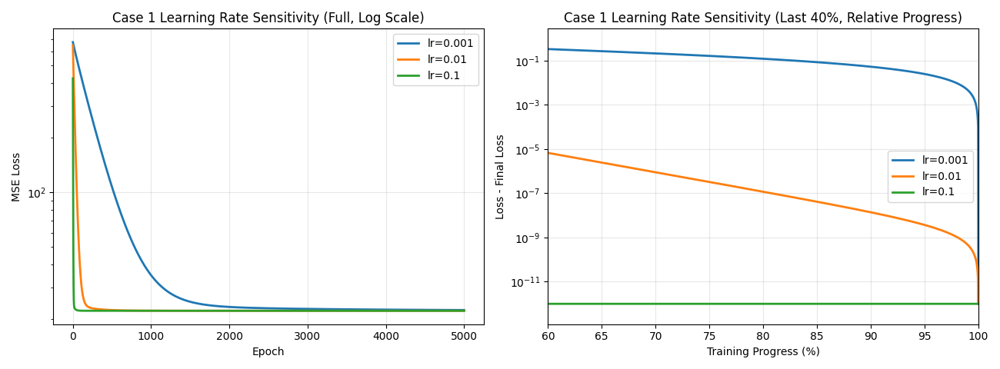 Case 1 Learning Rate Sensitivity (Full, Log Scale)
MSE Loss
10²
lr=0.001
lr=0.01
lr=0.1
0 1000 2000 3000 4000 5000
Epoch
Case 1 Learning Rate Sensitivity (Last 40%, Relative Progress)
Loss - Final Loss
10⁻¹
10⁻³
10⁻⁵
10⁻⁷
10⁻⁹
10⁻¹¹
lr=0.001
lr=0.01
lr=0.1
60 65 70 75 80 85 90 95 100
Training Progress (%)